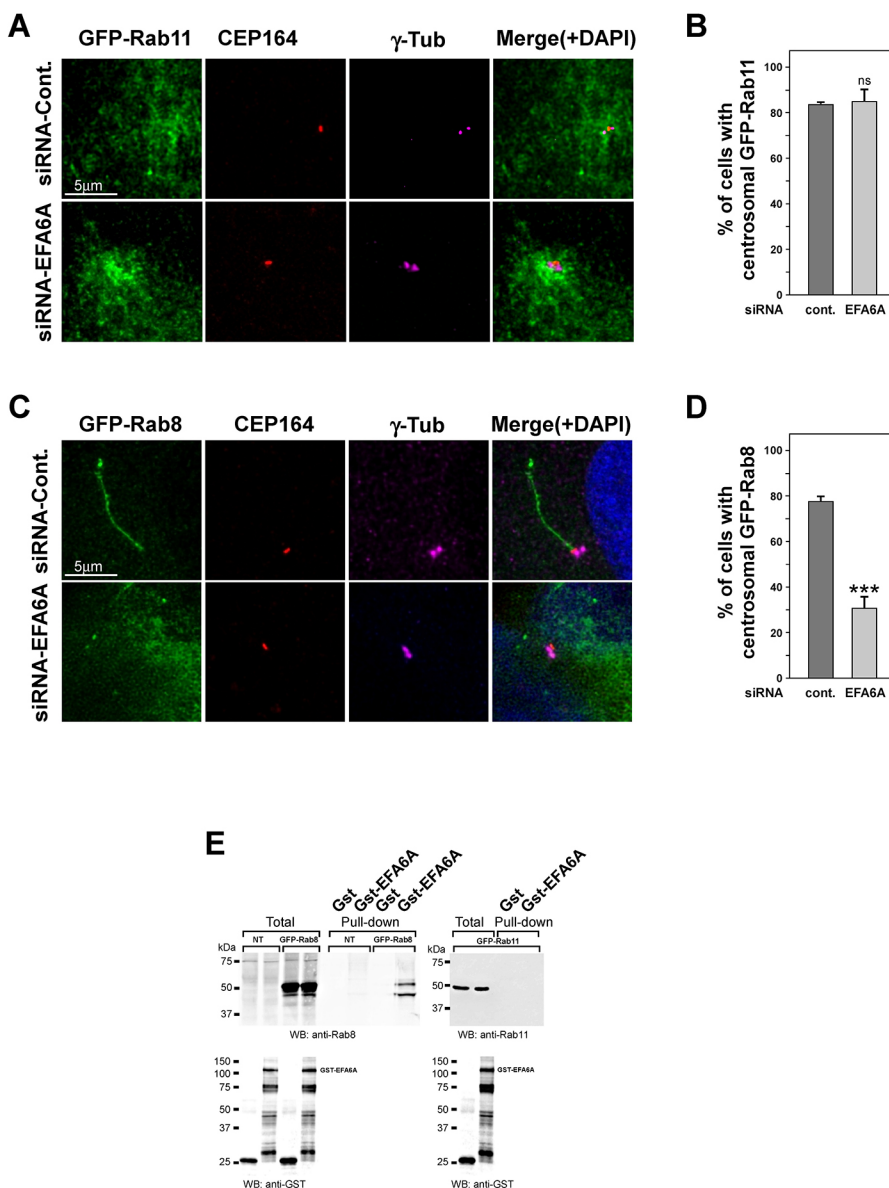 A
GFP-Rab11 CEP164 γ-Tub Merge(+DAPI)
siRNA-Cont.
5μm
siRNA-EFA6A
B
% of cells with
centrosomal GFP-Rab11
100
80
60
40
20
0
ns
siRNA cont. EFA6A
C
GFP-Rab8 CEP164 γ-Tub Merge(+DAPI)
siRNA-Cont.
5μm
siRNA-EFA6A
D
% of cells with
centrosomal GFP-Rab8
100
80
60
40
20
0
***
siRNA cont. EFA6A
E
Gst Gst-EFA6A Gst Gst-EFA6A
Total Pull-down
NT GFP-Rab8 NT GFP-Rab8
kDa
75
50
37
WB: anti-Rab8
Gst Gst-EFA6A
Total Pull-down
GFP-Rab11
kDa
75
50
37
WB: anti-Rab11
150
100
75
50
37
25
GST-EFA6A
WB: anti-GST
150
100
75
50
37
25
GST-EFA6A
WB: anti-GST